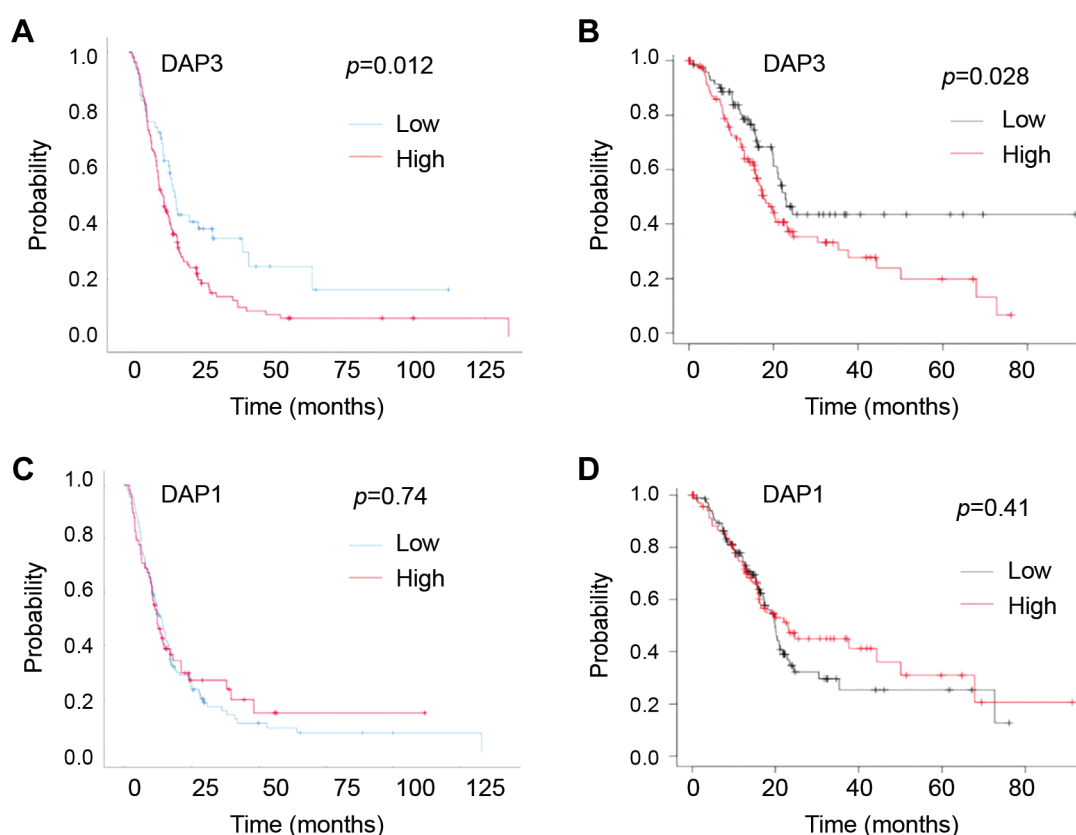 A
DAP3
p=0.012
Low
High
Probability
1.0
0.8
0.6
0.4
0.2
0.0
0 25 50 75 100 125
Time (months)
B
DAP3
p=0.028
Low
High
Probability
1.0
0.8
0.6
0.4
0.2
0.0
0 20 40 60 80
Time (months)
C
DAP1
p=0.74
Low
High
Probability
1.0
0.8
0.6
0.4
0.2
0.0
0 25 50 75 100 125
Time (months)
D
DAP1
p=0.41
Low
High
Probability
1.0
0.8
0.6
0.4
0.2
0.0
0 20 40 60 80
Time (months)